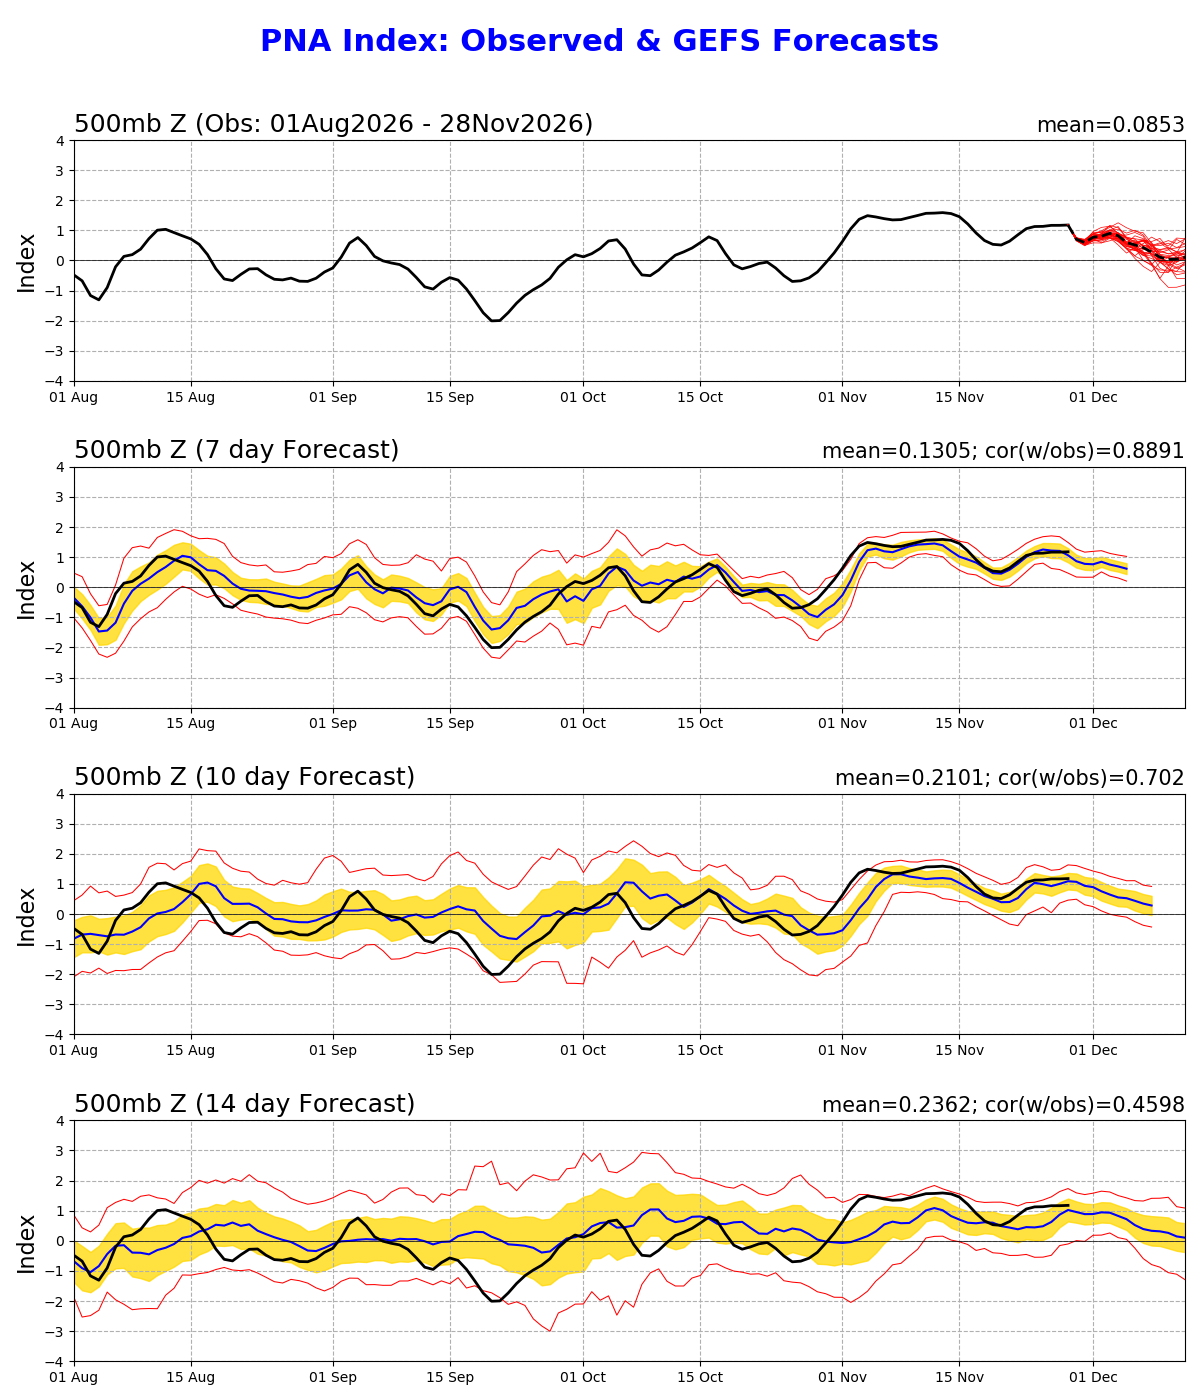 PNA Index: Observed & GEFS Forecasts
500mb Z (Obs: 01Aug2026 - 28Nov2026) mean=0.0853
4
3
2
1
0
−1
−2
−3
−4
Index
01 Aug 15 Aug 01 Sep 15 Sep 01 Oct 15 Oct 01 Nov 15 Nov 01 Dec
500mb Z (7 day Forecast) mean=0.1305; cor(w/obs)=0.8891
4
3
2
1
0
−1
−2
−3
−4
Index
01 Aug 15 Aug 01 Sep 15 Sep 01 Oct 15 Oct 01 Nov 15 Nov 01 Dec
500mb Z (10 day Forecast) mean=0.2101; cor(w/obs)=0.702
4
3
2
1
0
−1
−2
−3
−4
Index
01 Aug 15 Aug 01 Sep 15 Sep 01 Oct 15 Oct 01 Nov 15 Nov 01 Dec
500mb Z (14 day Forecast) mean=0.2362; cor(w/obs)=0.4598
4
3
2
1
0
−1
−2
−3
−4
Index
01 Aug 15 Aug 01 Sep 15 Sep 01 Oct 15 Oct 01 Nov 15 Nov 01 Dec